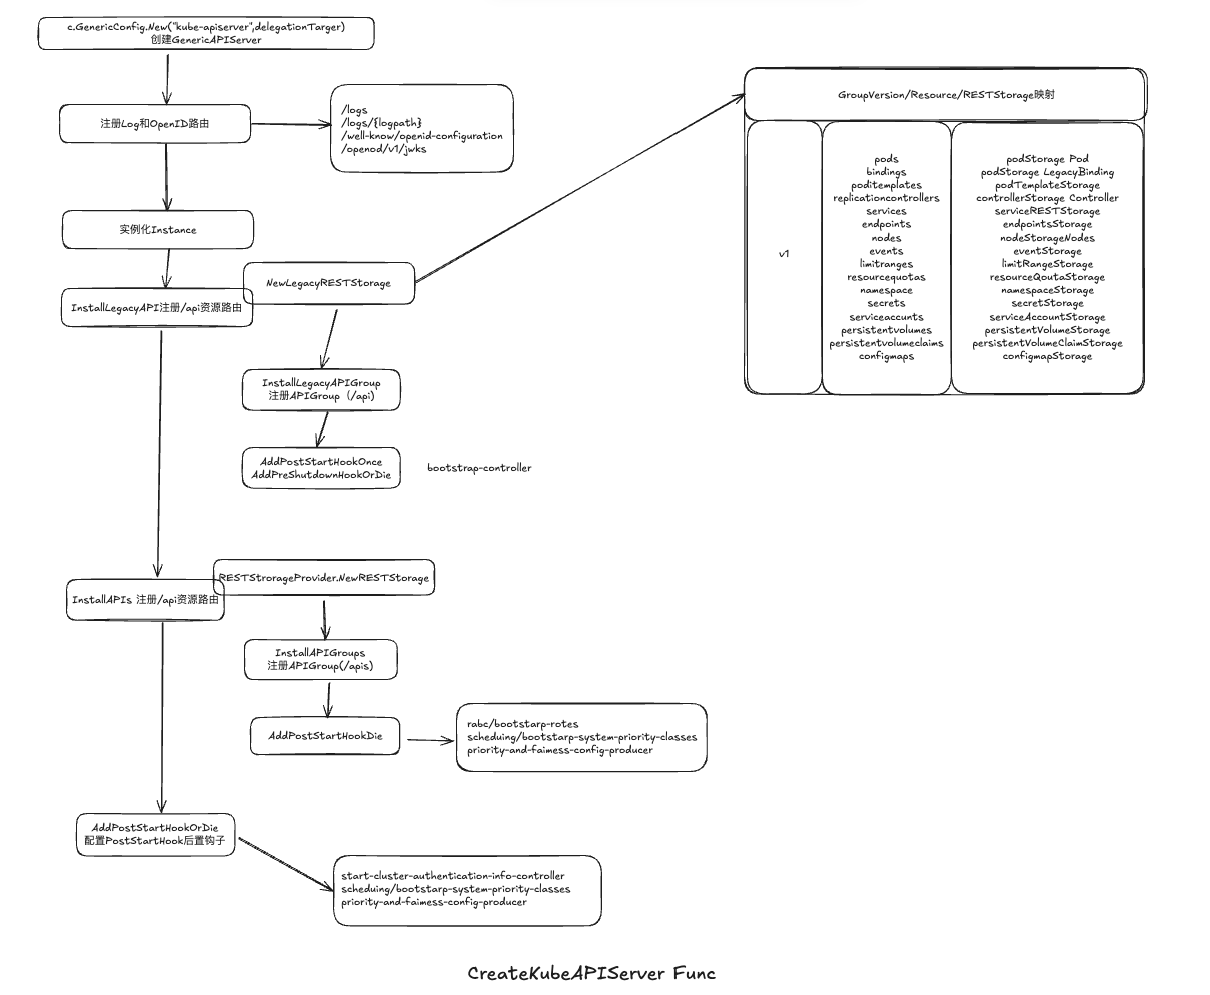 c.GenericConfig.New("kube-apiserver",delegationTarger)
创建GenericAPIServer
注册Log和OpenID路由
/logs
/logs/{logpath}
/well-know/openid-configuration
/openod/v1/jwks
实例化Instance
InstallLegacyAPI注册/api资源路由
NewLegacyRESTStorage
InstallLegacyAPIGroup
注册APIGroup（/api)
AddPostStartHookOnce
AddPreShutdownHookOrDie
bootstrap-controller
GroupVersion/Resource/RESTStorage映射
v1
pods
bindings
poditemplates
replicationcontrollers
services
endpoints
nodes
events
limitranges
resourcequotas
namespace
secrets
serviceaccunts
persistentvolumes
persistentvolumeclaims
configmaps
podStorage Pod
podStorage LegacyBinding
podTemplateStorage
controllerStorage Controller
serviceRESTStorage
endpointsStorage
nodeStorageNodes
eventStorage
limitRangeStorage
resourceQoutaStorage
namespaceStorage
secretStorage
serviceAccountStorage
persistentVolumeStorage
persistentVolumeClaimStorage
configmapStorage
InstallAPIs 注册/api资源路由
RESTStrorageProvider.NewRESTStorage
InstallAPIGroups
注册APIGroup(/apis)
AddPostStartHookDie
rabc/bootstarp-rotes
scheduing/bootstarp-system-priority-classes
priority-and-faimess-config-producer
AddPostStartHookOrDie
配置PostStartHook后置钩子
start-cluster-authentication-info-controller
scheduing/bootstarp-system-priority-classes
priority-and-faimess-config-producer
CreateKubeAPIServer Func